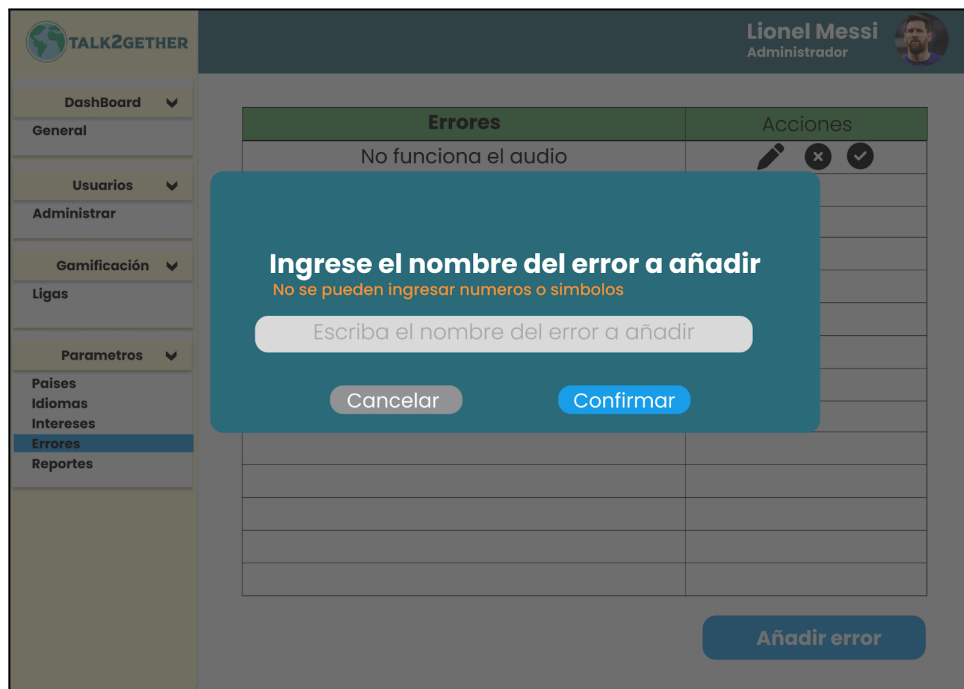 TALK2GETHER
Lionel Messi
Administrador
DashBoard
General
Usuarios
Administrar
Gamificación
Ligas
Parametros
Paises
Idiomas
Intereses
Errores
Reportes
Errores Acciones
No funciona el audio
Ingrese el nombre del error a añadir
No se pueden ingresar numeros o simbolos
Escriba el nombre del error a añadir
Cancelar Confirmar
Añadir error